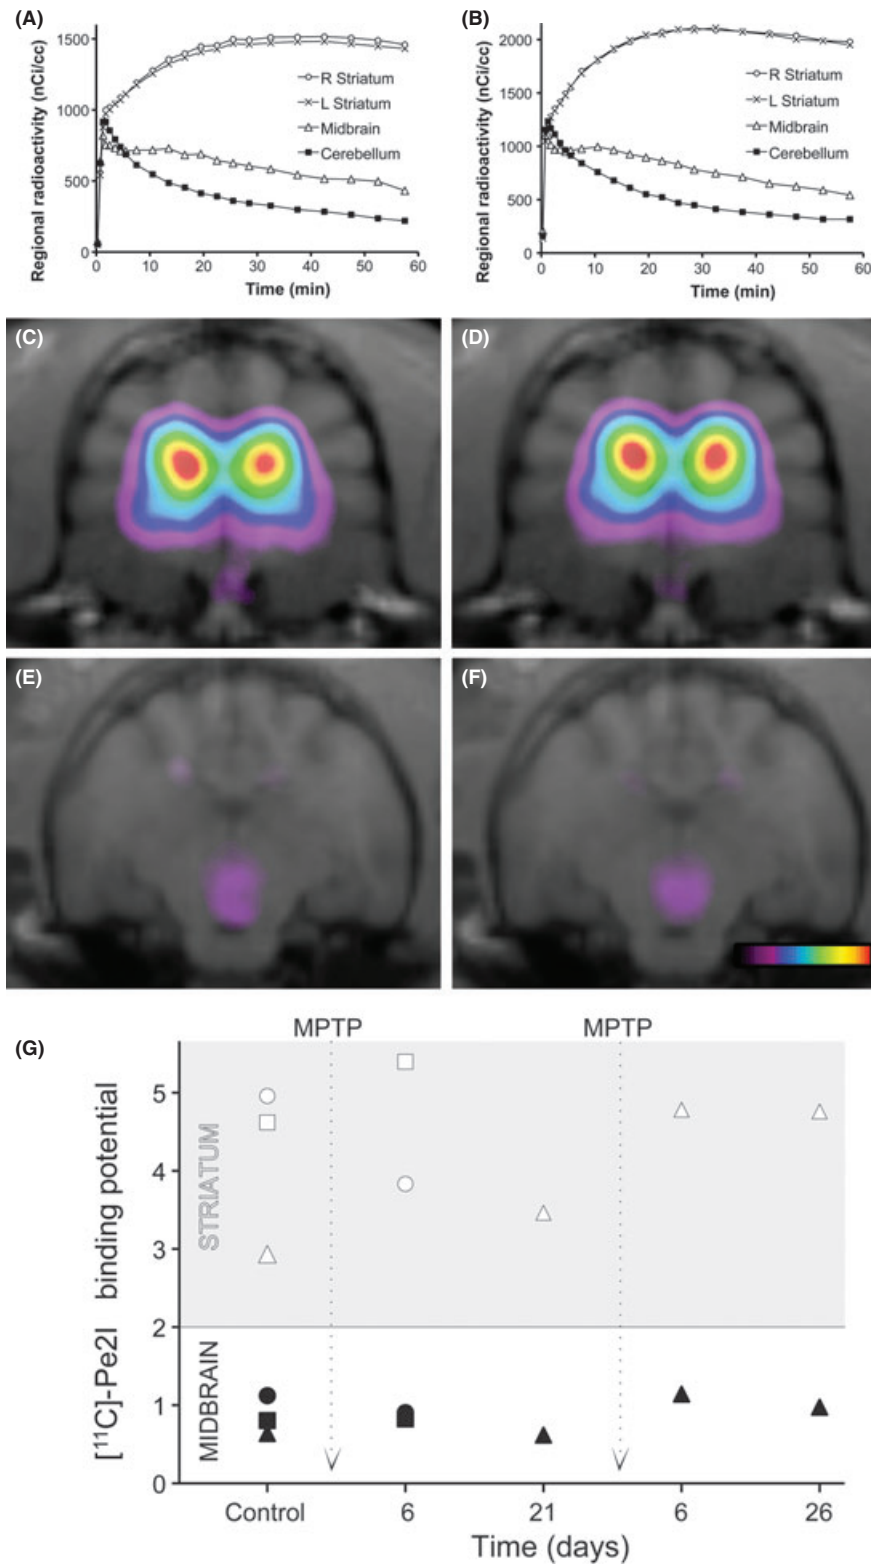 (A)
Regional radioactivity (nCi/cc)
1500
1000
500
0
R Striatum
L Striatum
Midbrain
Cerebellum
0 10 20 30 40 50 60
Time (min)
(B)
Regional radioactivity (nCi/cc)
2000
1500
1000
500
0
R Striatum
L Striatum
Midbrain
Cerebellum
0 10 20 30 40 50 60
Time (min)
(C)
(D)
(E)
(F)
(G)
MPTP MPTP
[¹¹C]-Pe2I binding potential
STRIATUM
MIDBRAIN
5
4
3
2
1
0
Control 6 21 6 26
Time (days)